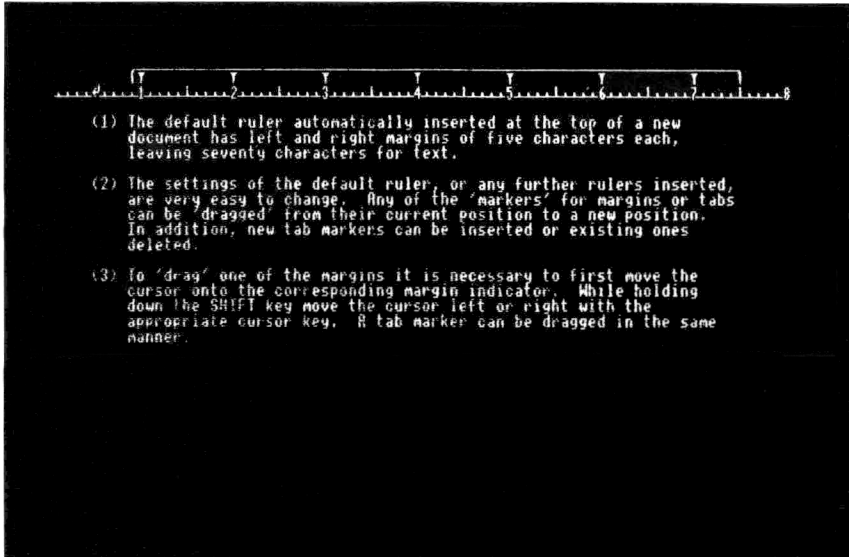 1 2 3 4 5 6 7 8
(1) The default ruler automatically inserted at the top of a new
document has left and right margins of five characters each,
leaving seventy characters for text.
(2) The settings of the default ruler, or any further rulers inserted,
are very easy to change. Any of the 'markers' for margins or tabs
can be 'dragged' from their current position to a new position.
In addition, new tab markers can be inserted or existing ones
deleted.
(3) To 'drag' one of the margins it is necessary to first move the
cursor onto the corresponding margin indicator. While holding
down the SHIFT key move the cursor left or right with the
appropriate cursor key. A tab marker can be dragged in the same
manner.